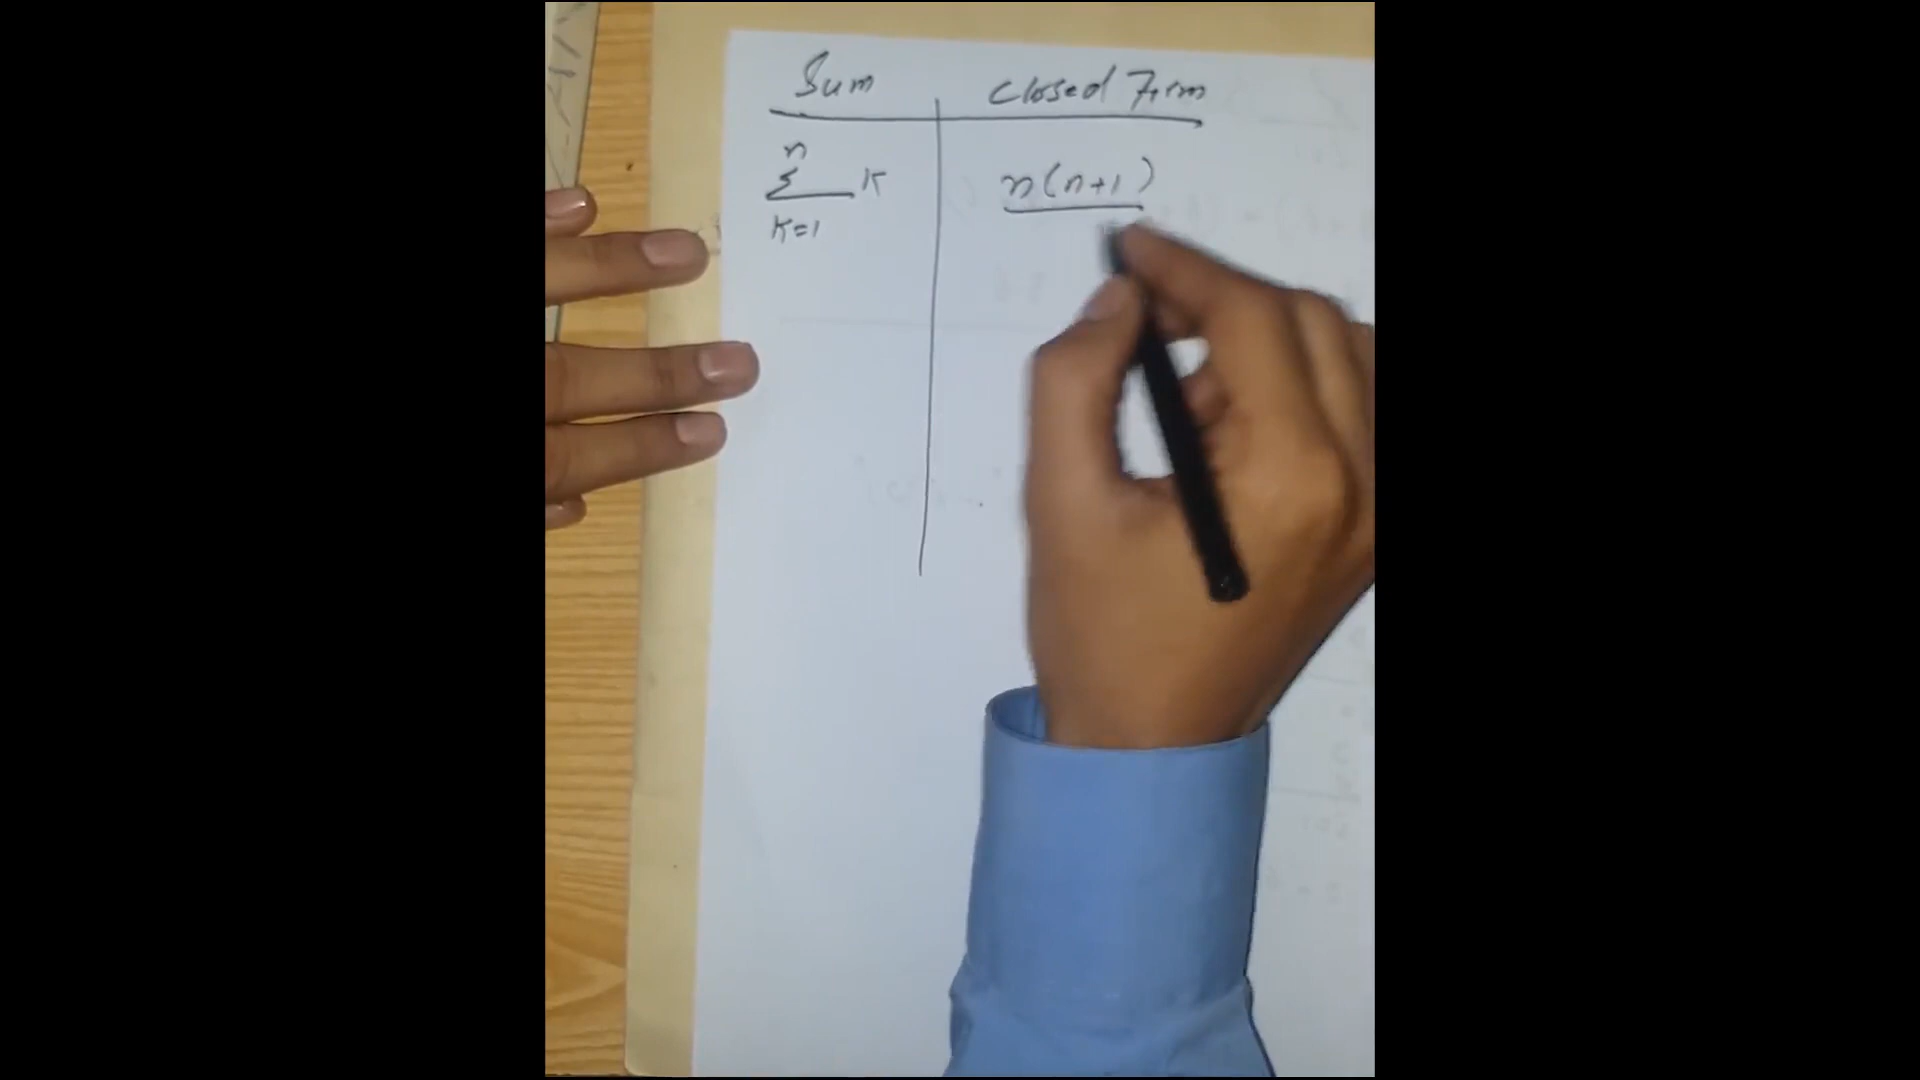 Sum Closed Form
n
Σ k
k=1
n(n+1)